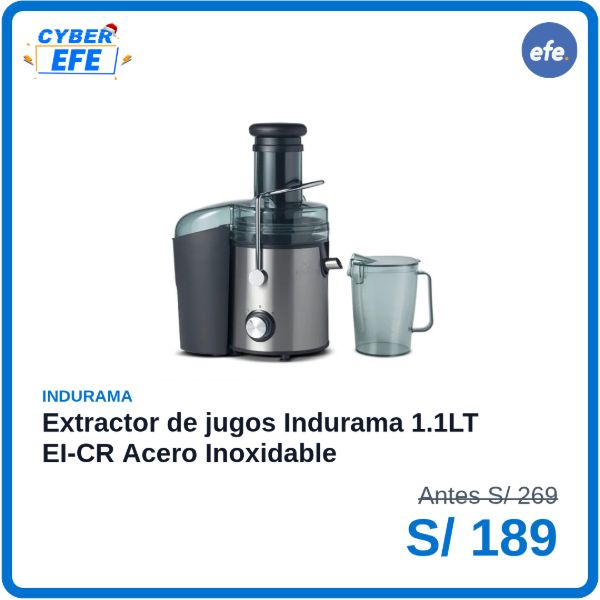 CYBER
EFE
efe.
INDURAMA
Extractor de jugos Indurama 1.1LT
EI-CR Acero Inoxidable
Antes S/ 269
S/ 189